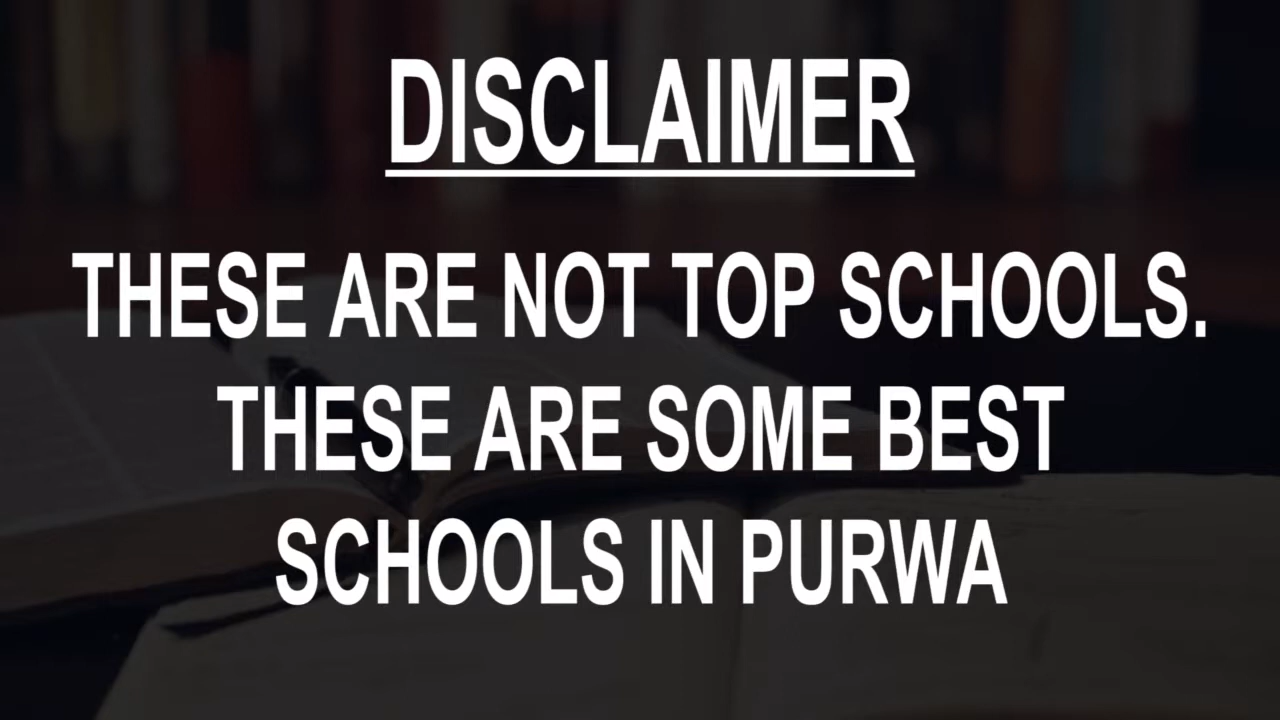 DISCLAIMER
THESE ARE NOT TOP SCHOOLS.
THESE ARE SOME BEST
SCHOOLS IN PURWA